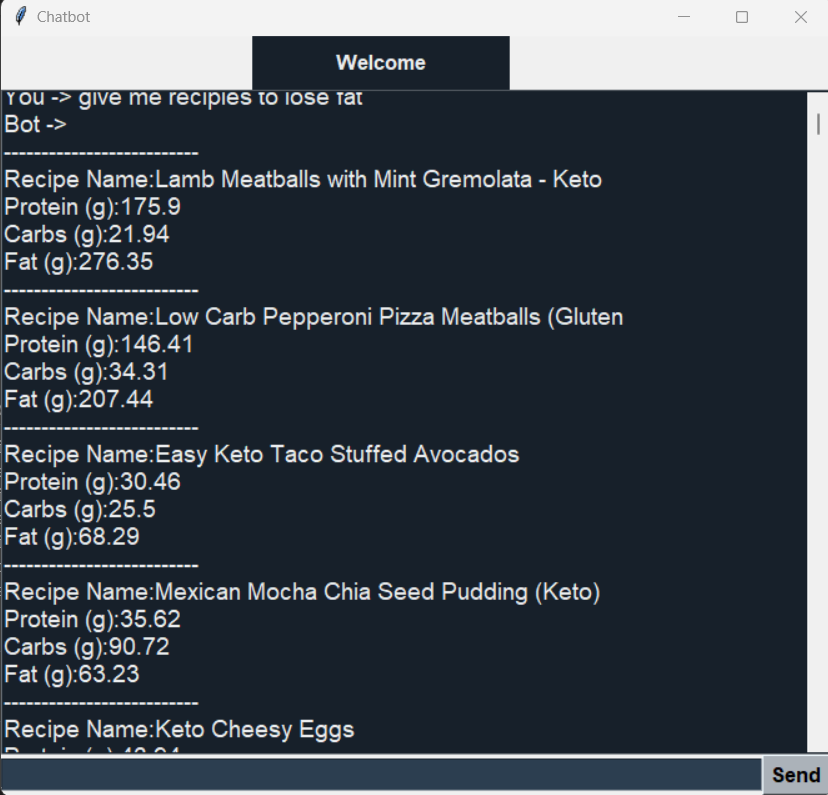 Chatbot
Welcome
You -> give me recipies to lose fat
Bot ->
--------------------------
Recipe Name:Lamb Meatballs with Mint Gremolata - Keto
Protein (g):175.9
Carbs (g):21.94
Fat (g):276.35
--------------------------
Recipe Name:Low Carb Pepperoni Pizza Meatballs (Gluten
Protein (g):146.41
Carbs (g):34.31
Fat (g):207.44
--------------------------
Recipe Name:Easy Keto Taco Stuffed Avocados
Protein (g):30.46
Carbs (g):25.5
Fat (g):68.29
--------------------------
Recipe Name:Mexican Mocha Chia Seed Pudding (Keto)
Protein (g):35.62
Carbs (g):90.72
Fat (g):63.23
--------------------------
Recipe Name:Keto Cheesy Eggs
Send